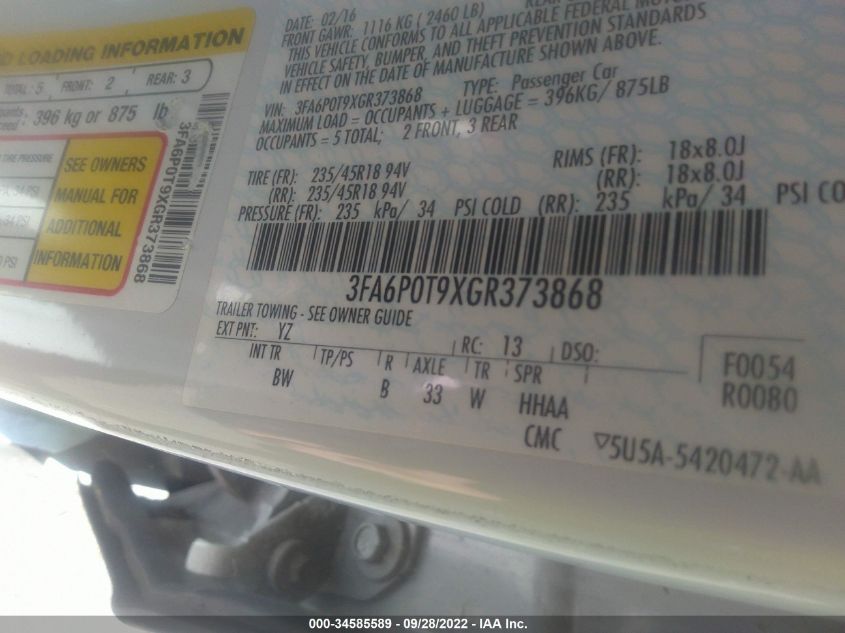 LOADING INFORMATION
TOTAL: 5 FRONT: 2 REAR: 3
396 kg or 875 lb
TIRE PRESSURE
34 PSI
34 PSI
PSI
SEE OWNERS
MANUAL FOR
ADDITIONAL
INFORMATION
3FA6P0T9XGR373868
DATE: 02/16
FRONT GAWR: 1116 KG ( 2460 LB)
THIS VEHICLE CONFORMS TO ALL APPLICABLE FEDERAL
VEHICLE SAFETY, BUMPER, AND THEFT PREVENTION STANDARDS
IN EFFECT ON THE DATE OF MANUFACTURE SHOWN ABOVE.
VIN: 3FA6P0T9XGR373868 TYPE: Passenger Car
MAXIMUM LOAD = OCCUPANTS + LUGGAGE = 396KG/ 875LB
OCCUPANTS = 5 TOTAL; 2 FRONT, 3 REAR
TIRE (FR): 235/45R18 94V RIMS (FR): 18x8.0J
(RR): 235/45R18 94V (RR): 18x8.0J
PRESSURE (FR): 235 kPa/ 34 PSI COLD (RR): 235 kPa/ 34 PSI
3FA6P0T9XGR373868
TRAILER TOWING - SEE OWNER GUIDE
EXT PNT: YZ RC: 13 DSO: F0054
INT TR TP/PS R AXLE TR SPR R0080
BW B 33 W HHAA
CMC ▽5U5A-5420472-AA
000-34585589 - 09/28/2022 - IAA Inc.